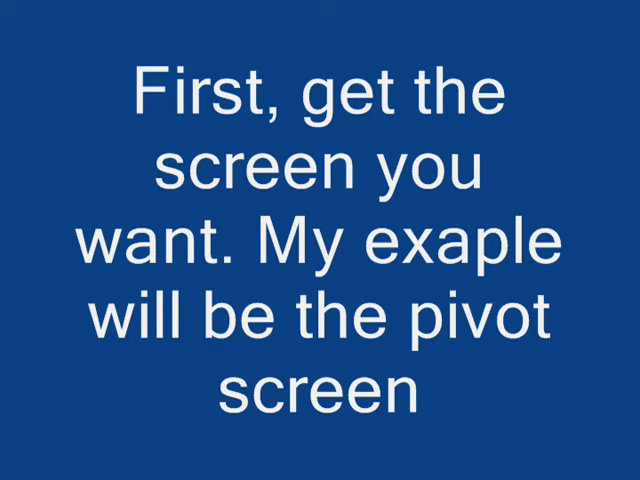 First, get the
screen you
want. My exaple
will be the pivot
screen